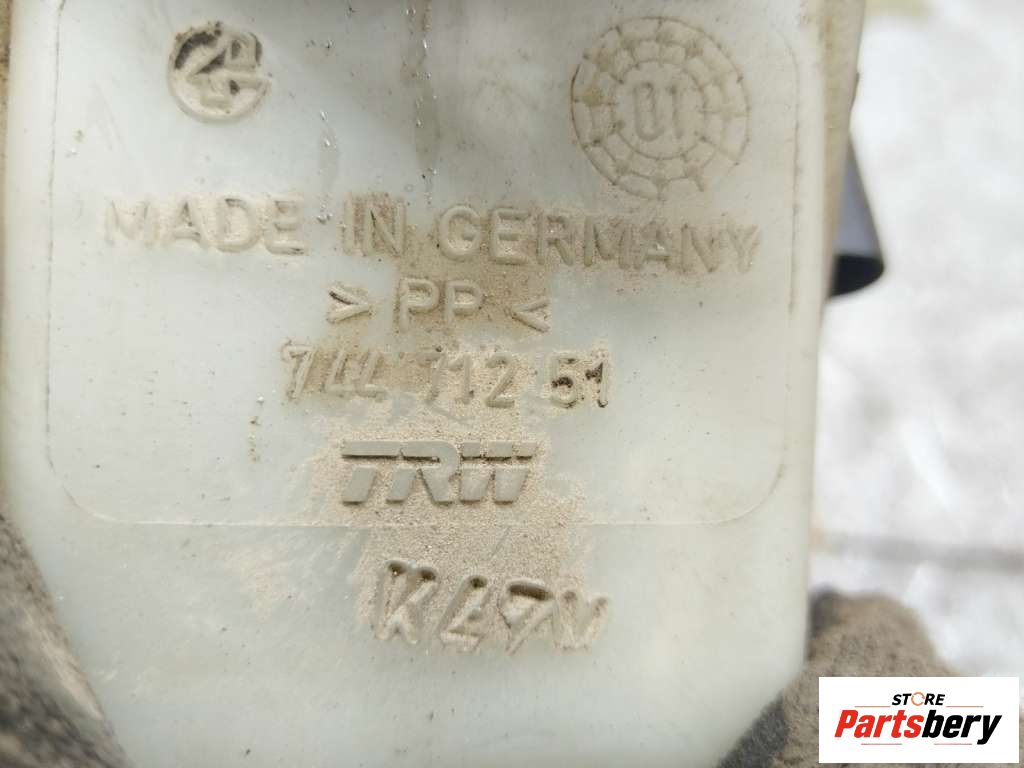 01
MADE IN GERMANY
> PP <
744 712 51
TRW
K47V
STORE
Partsbery